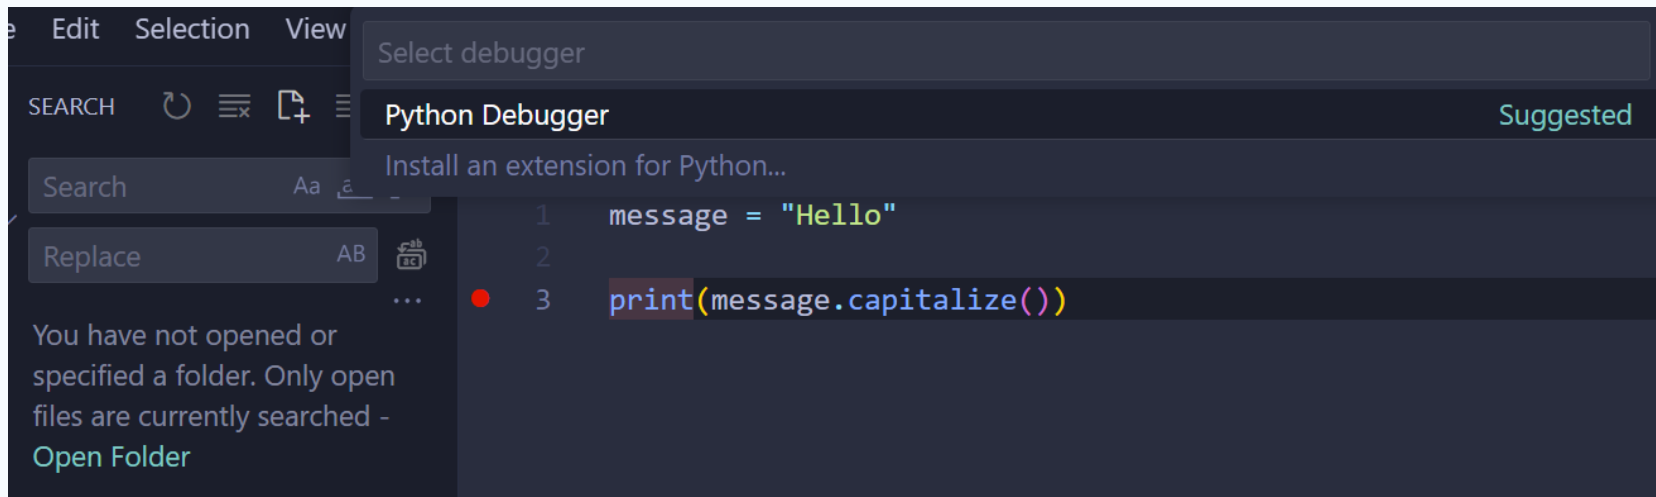 Edit Selection View
Select debugger
SEARCH
Python Debugger Suggested
Install an extension for Python...
Search Aa
Replace AB
You have not opened or
specified a folder. Only open
files are currently searched -
Open Folder
1 message = "Hello"
2
3 print(message.capitalize())